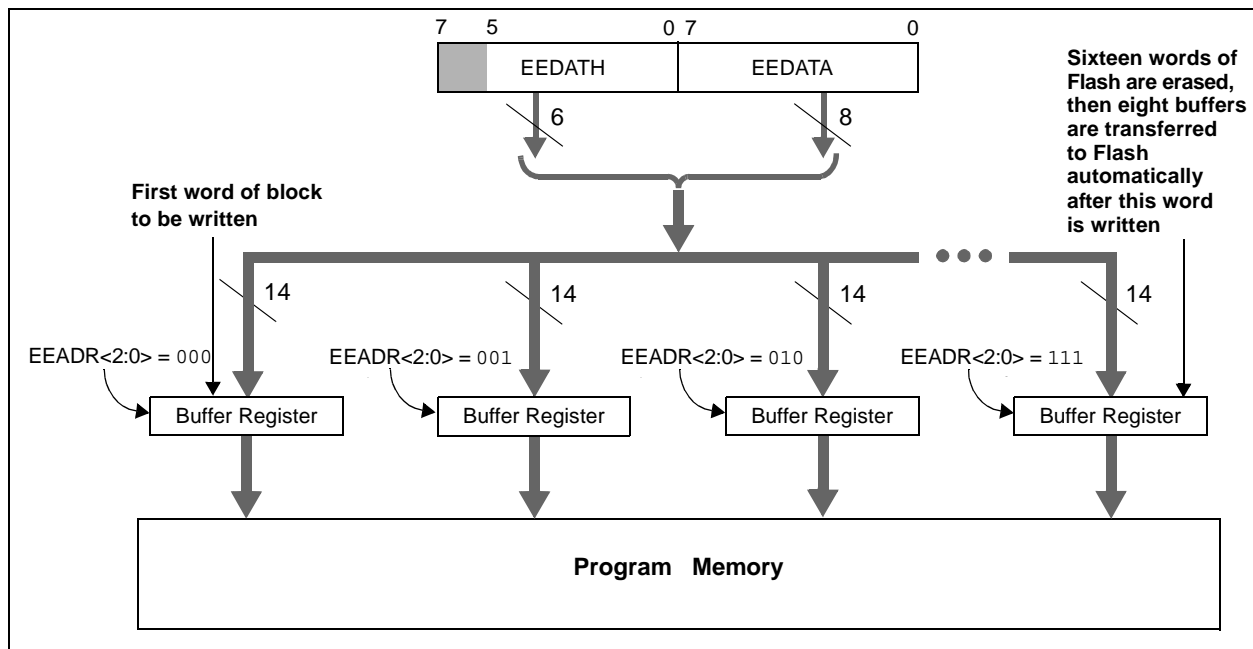 7 5 0 7 0
EEDATH EEDATA
Sixteen words of
Flash are erased,
then eight buffers
are transferred
to Flash
automatically
after this word
is written
6 8
First word of block
to be written
14 14 14 14
EEADR<2:0> = 000 EEADR<2:0> = 001 EEADR<2:0> = 010 EEADR<2:0> = 111
Buffer Register Buffer Register Buffer Register Buffer Register
Program Memory